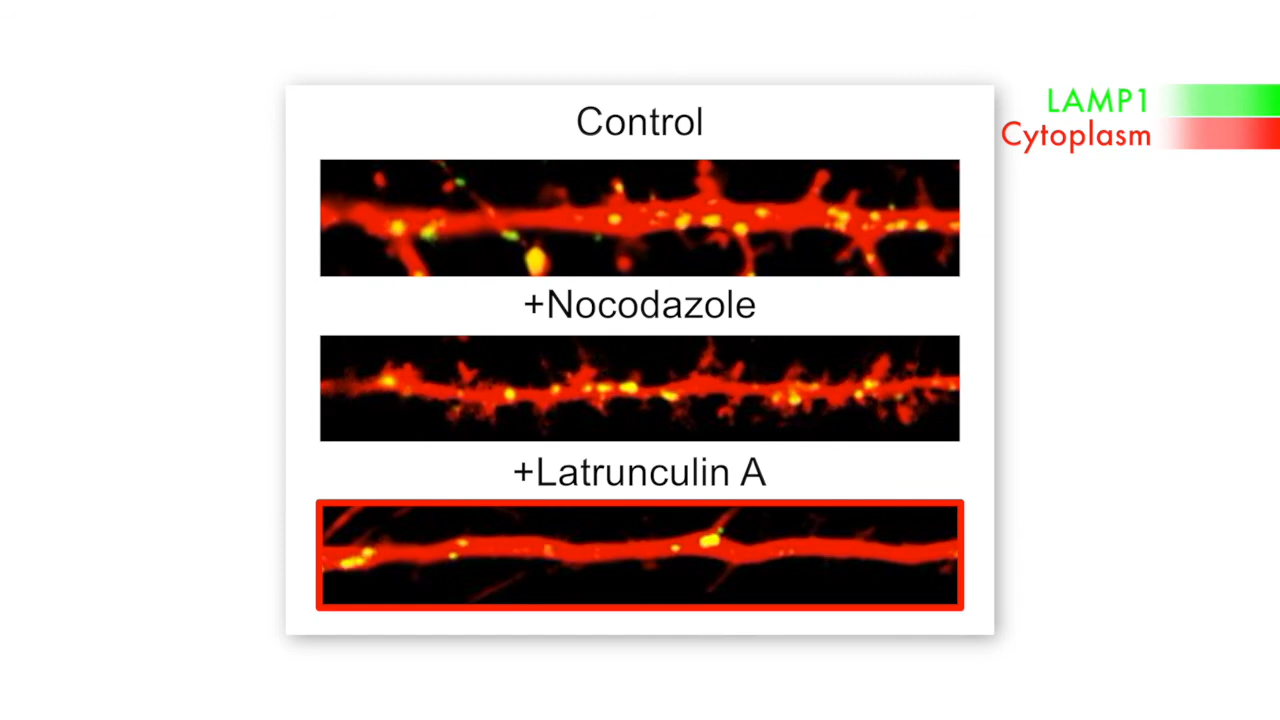 Control
LAMP1
Cytoplasm
+Nocodazole
+Latrunculin A